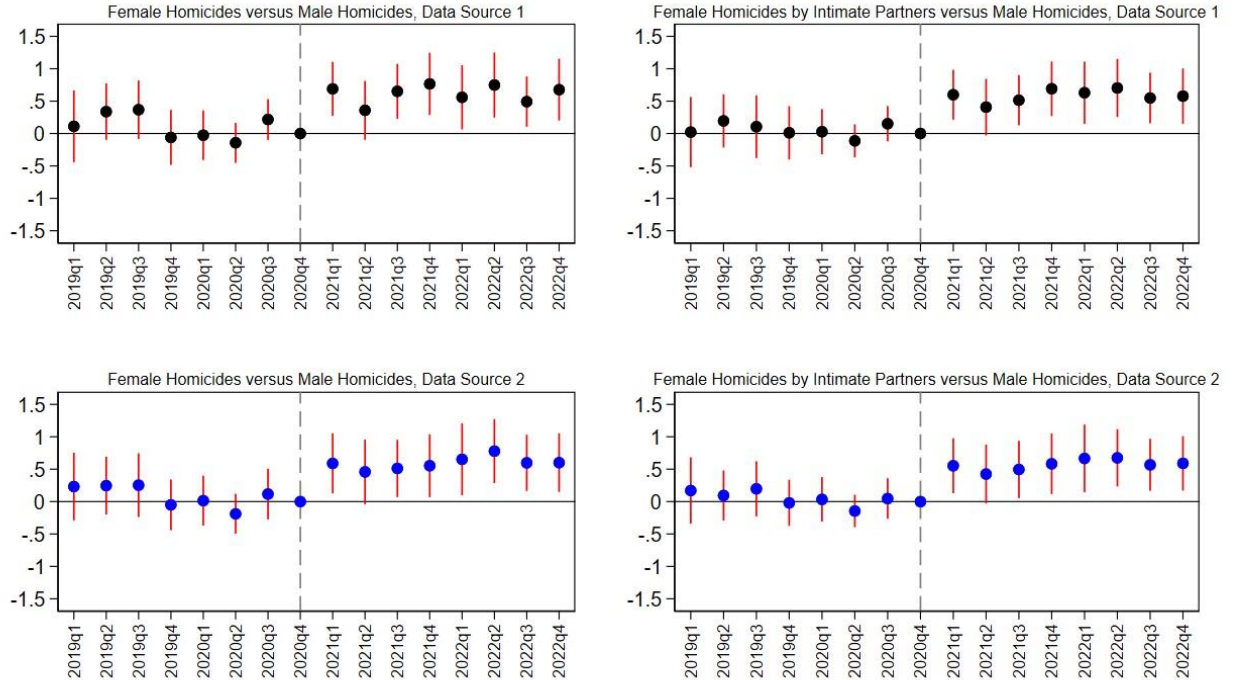 Female Homicides versus Male Homicides, Data Source 1
1.5
1
.5
0
-.5
-1
-1.5
2019q1
2019q2
2019q3
2019q4
2020q1
2020q2
2020q3
2020q4
2021q1
2021q2
2021q3
2021q4
2022q1
2022q2
2022q3
2022q4
Female Homicides by Intimate Partners versus Male Homicides, Data Source 1
1.5
1
.5
0
-.5
-1
-1.5
2019q1
2019q2
2019q3
2019q4
2020q1
2020q2
2020q3
2020q4
2021q1
2021q2
2021q3
2021q4
2022q1
2022q2
2022q3
2022q4
Female Homicides versus Male Homicides, Data Source 2
1.5
1
.5
0
-.5
-1
-1.5
2019q1
2019q2
2019q3
2019q4
2020q1
2020q2
2020q3
2020q4
2021q1
2021q2
2021q3
2021q4
2022q1
2022q2
2022q3
2022q4
Female Homicides by Intimate Partners versus Male Homicides, Data Source 2
1.5
1
.5
0
-.5
-1
-1.5
2019q1
2019q2
2019q3
2019q4
2020q1
2020q2
2020q3
2020q4
2021q1
2021q2
2021q3
2021q4
2022q1
2022q2
2022q3
2022q4